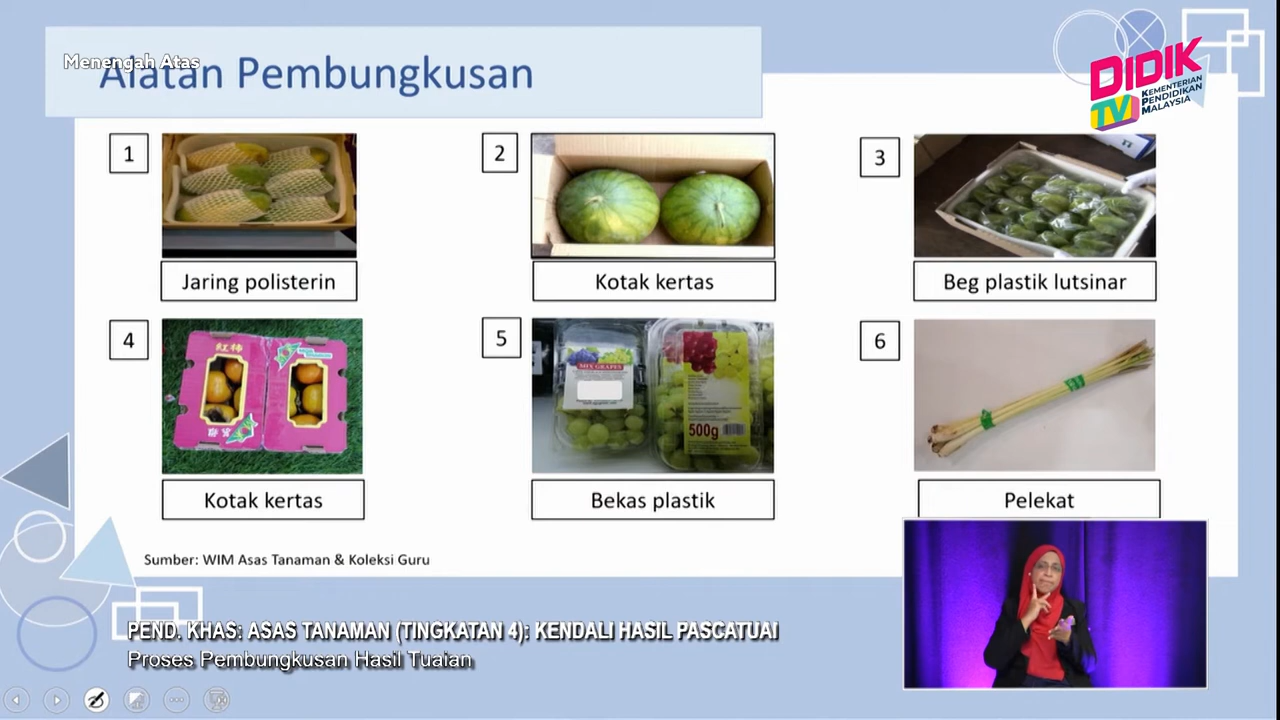 Menengah Atas
Alatan Pembungkusan
DIDIK
TV
KEMENTERIAN
PENDIDIKAN
MALAYSIA
1
2
3
Jaring polisterin
Kotak kertas
Beg plastik lutsinar
4
5
6
MIX GRAPES
500g
Kotak kertas
Bekas plastik
Pelekat
Sumber: WIM Asas Tanaman & Koleksi Guru
PEND. KHAS: ASAS TANAMAN (TINGKATAN 4): KENDALI HASIL PASCATUAI
Proses Pembungkusan Hasil Tuaian